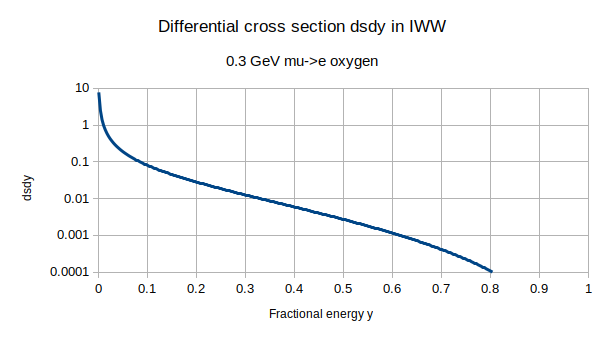 Differential cross section dsdy in IWW
0.3 GeV mu->e oxygen
10
1
0.1
0.01
0.001
0.0001
dsdy
0 0.1 0.2 0.3 0.4 0.5 0.6 0.7 0.8 0.9 1
Fractional energy y